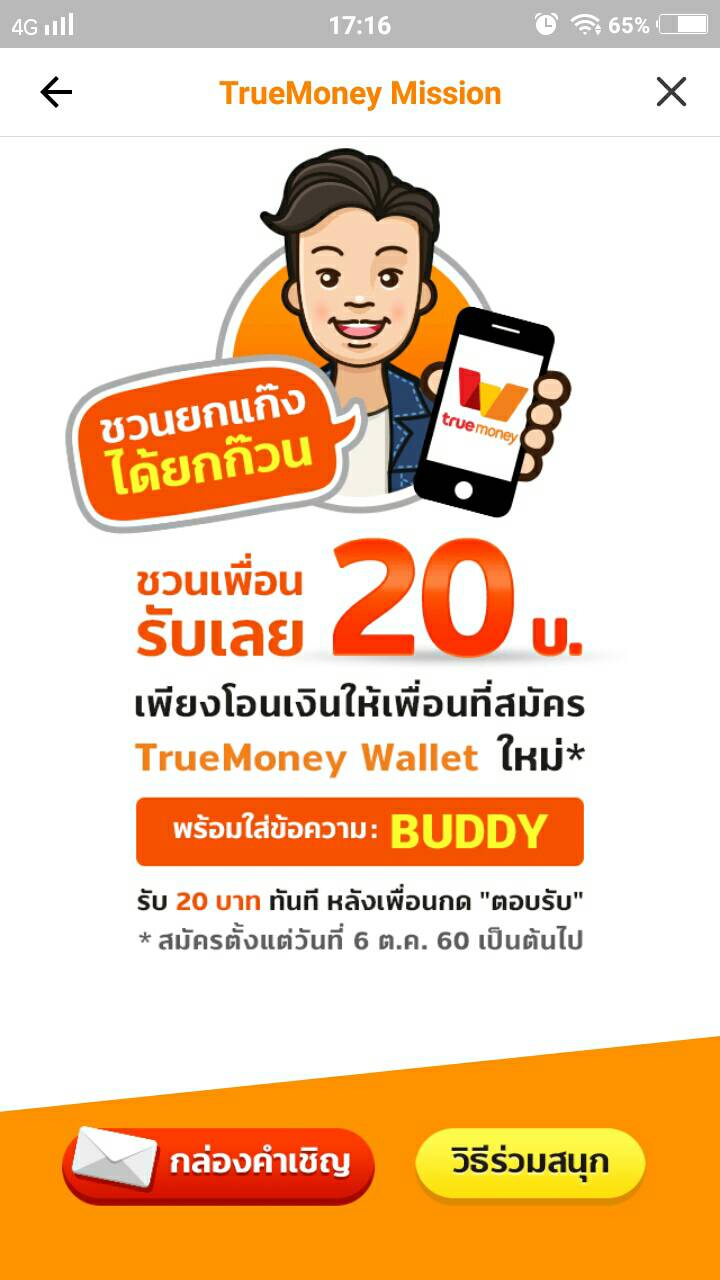 4G 17:16 65%
TrueMoney Mission
ชวนยกแก๊ง
ได้ยกก๊วน
true money
ชวนเพื่อน
รับเลย 20 บ.
เพียงโอนเงินให้เพื่อนที่สมัคร
TrueMoney Wallet ใหม่*
พร้อมใส่ข้อความ: BUDDY
รับ 20 บาท ทันที หลังเพื่อนกด "ตอบรับ"
* สมัครตั้งแต่วันที่ 6 ต.ค. 60 เป็นต้นไป
กล่องคำเชิญ วิธีร่วมสนุก